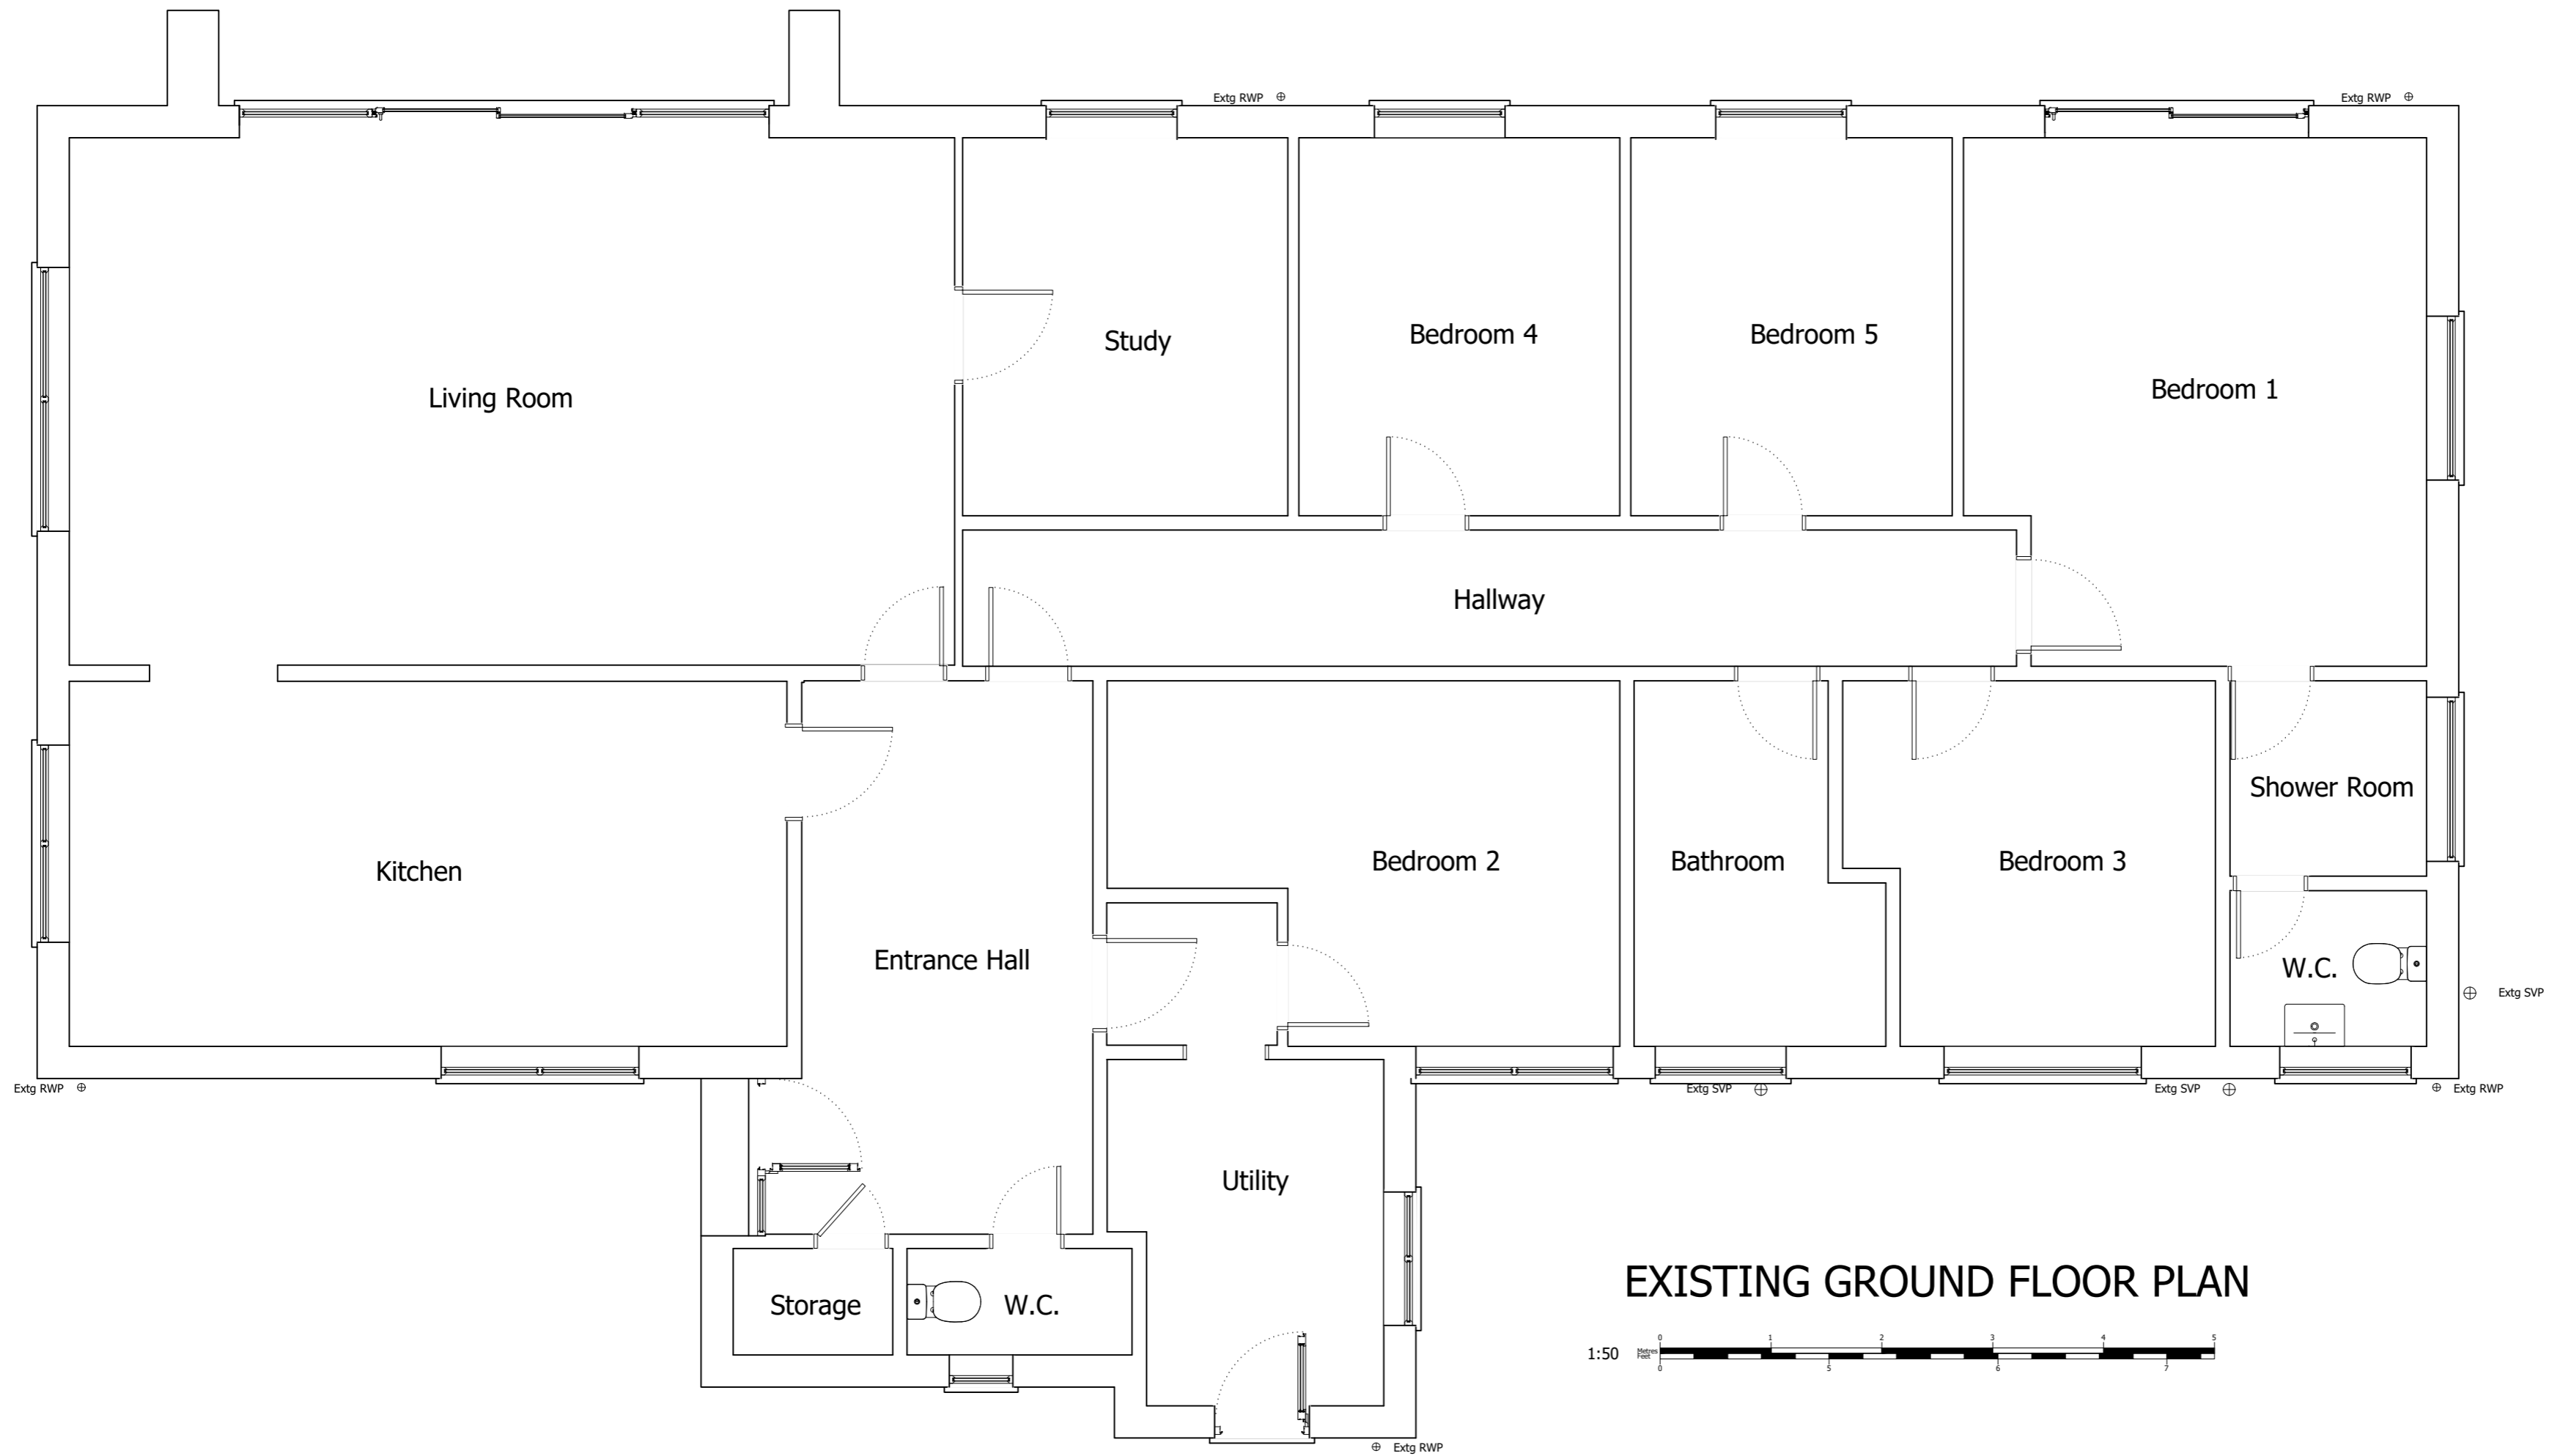 Extg RWP
Extg RWP
Study
Bedroom 4
Bedroom 5
Bedroom 1
Living Room
Hallway
Shower Room
Kitchen
Bedroom 2
Bathroom
Bedroom 3
Entrance Hall
W.C.
Extg SVP
Extg RWP
Extg SVP
Extg SVP
Extg RWP
Utility
Storage
W.C.
EXISTING GROUND FLOOR PLAN
0 1 2 3 4 5
1:50
Metres
Feet
0 5 6 7
Extg RWP